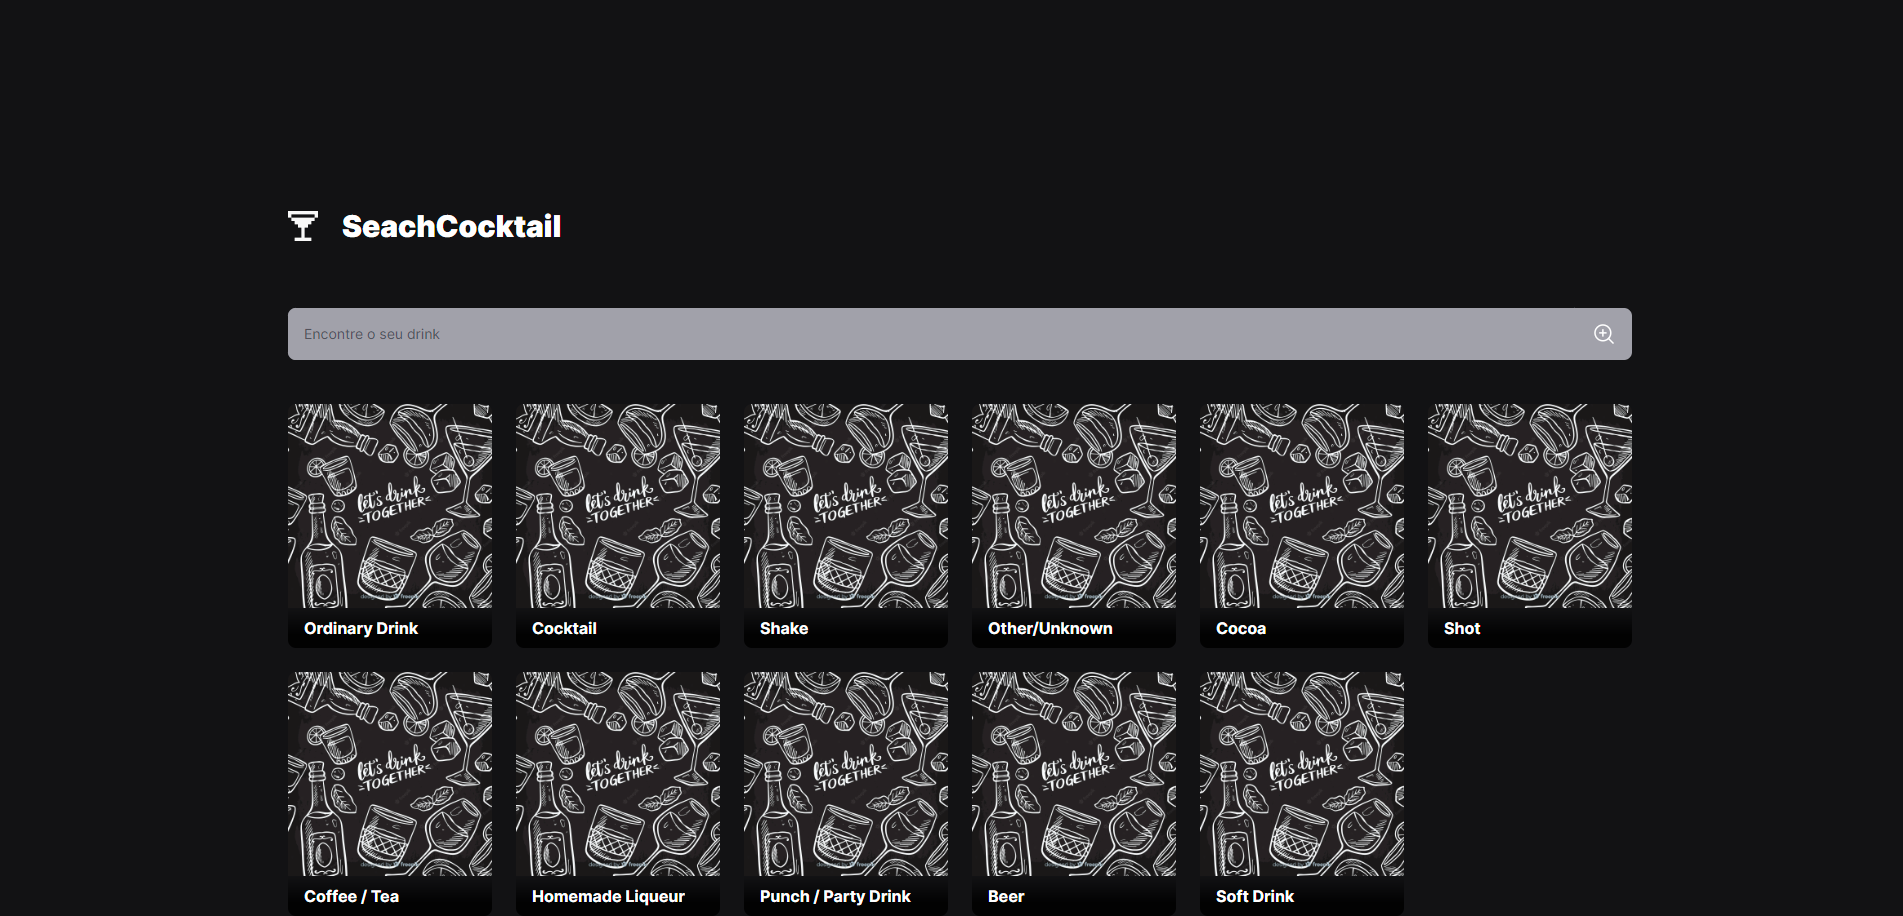 SeachCocktail
Encontre o seu drink
let's drink
TOGETHER
let's drink
TOGETHER
let's drink
TOGETHER
let's drink
TOGETHER
let's drink
TOGETHER
let's drink
TOGETHER
Ordinary Drink
Cocktail
Shake
Other/Unknown
Cocoa
Shot
let's drink
TOGETHER
let's drink
TOGETHER
let's drink
TOGETHER
let's drink
TOGETHER
let's drink
TOGETHER
Coffee / Tea
Homemade Liqueur
Punch / Party Drink
Beer
Soft Drink